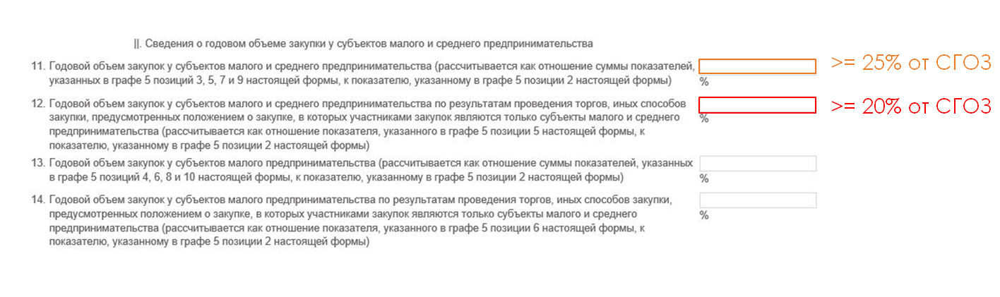 ||. Сведения о годовом объеме закупки у субъектов малого и среднего предпринимательства
11. Годовой объем закупок у субъектов малого и среднего предпринимательства (рассчитывается как отношение суммы показателей,
указанных в графе 5 позиций 3, 5, 7 и 9 настоящей формы, к показателю, указанному в графе 5 позиции 2 настоящей формы)
%
>= 25% от СГОЗ
12. Годовой объем закупок у субъектов малого и среднего предпринимательства по результатам проведения торгов, иных способов
закупки, предусмотренных положением о закупке, в которых участниками закупок являются только субъекты малого и среднего
предпринимательства (рассчитывается как отношение показателя, указанного в графе 5 позиции 5 настоящей формы, к
показателю, указанному в графе 5 позиции 2 настоящей формы)
%
>= 20% от СГОЗ
13. Годовой объем закупок у субъектов малого предпринимательства (рассчитывается как отношение суммы показателей, указанных
в графе 5 позиций 4, 6, 8 и 10 настоящей формы, к показателю, указанному в графе 5 позиции 2 настоящей формы)
%
14. Годовой объем закупок у субъектов малого предпринимательства по результатам проведения торгов, иных способов закупки,
предусмотренных положением о закупке, в которых участниками закупок являются только субъекты малого и среднего
предпринимательства (рассчитывается как отношение показателя, указанного в графе 5 позиции 6 настоящей формы, к
показателю, указанному в графе 5 позиции 2 настоящей формы)
%